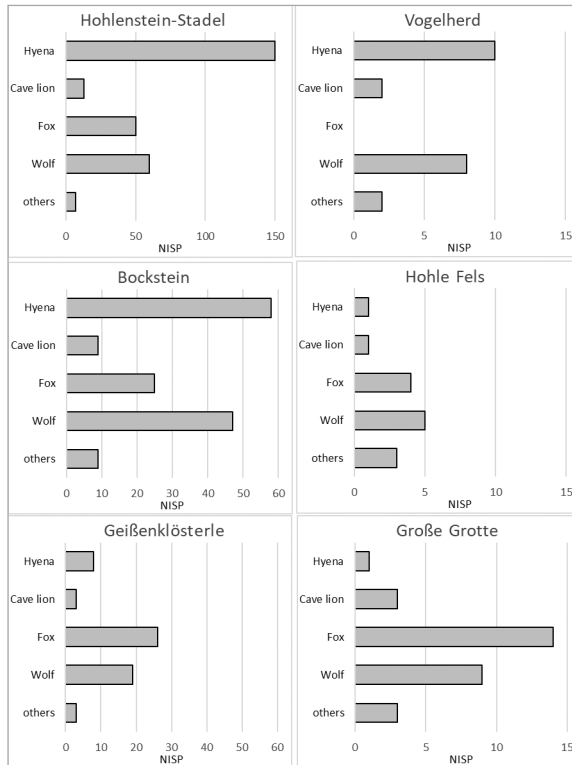 Hohlenstein-Stadel
Hyena
Cave lion
Fox
Wolf
others
0 50 100 150
NISP
Vogelherd
Hyena
Cave lion
Fox
Wolf
others
0 5 10 15
NISP
Bockstein
Hyena
Cave lion
Fox
Wolf
others
0 10 20 30 40 50 60
NISP
Hohle Fels
Hyena
Cave lion
Fox
Wolf
others
0 5 10 15
NISP
Geißenklösterle
Hyena
Cave lion
Fox
Wolf
others
0 10 20 30 40 50 60
NISP
Große Grotte
Hyena
Cave lion
Fox
Wolf
others
0 5 10 15
NISP